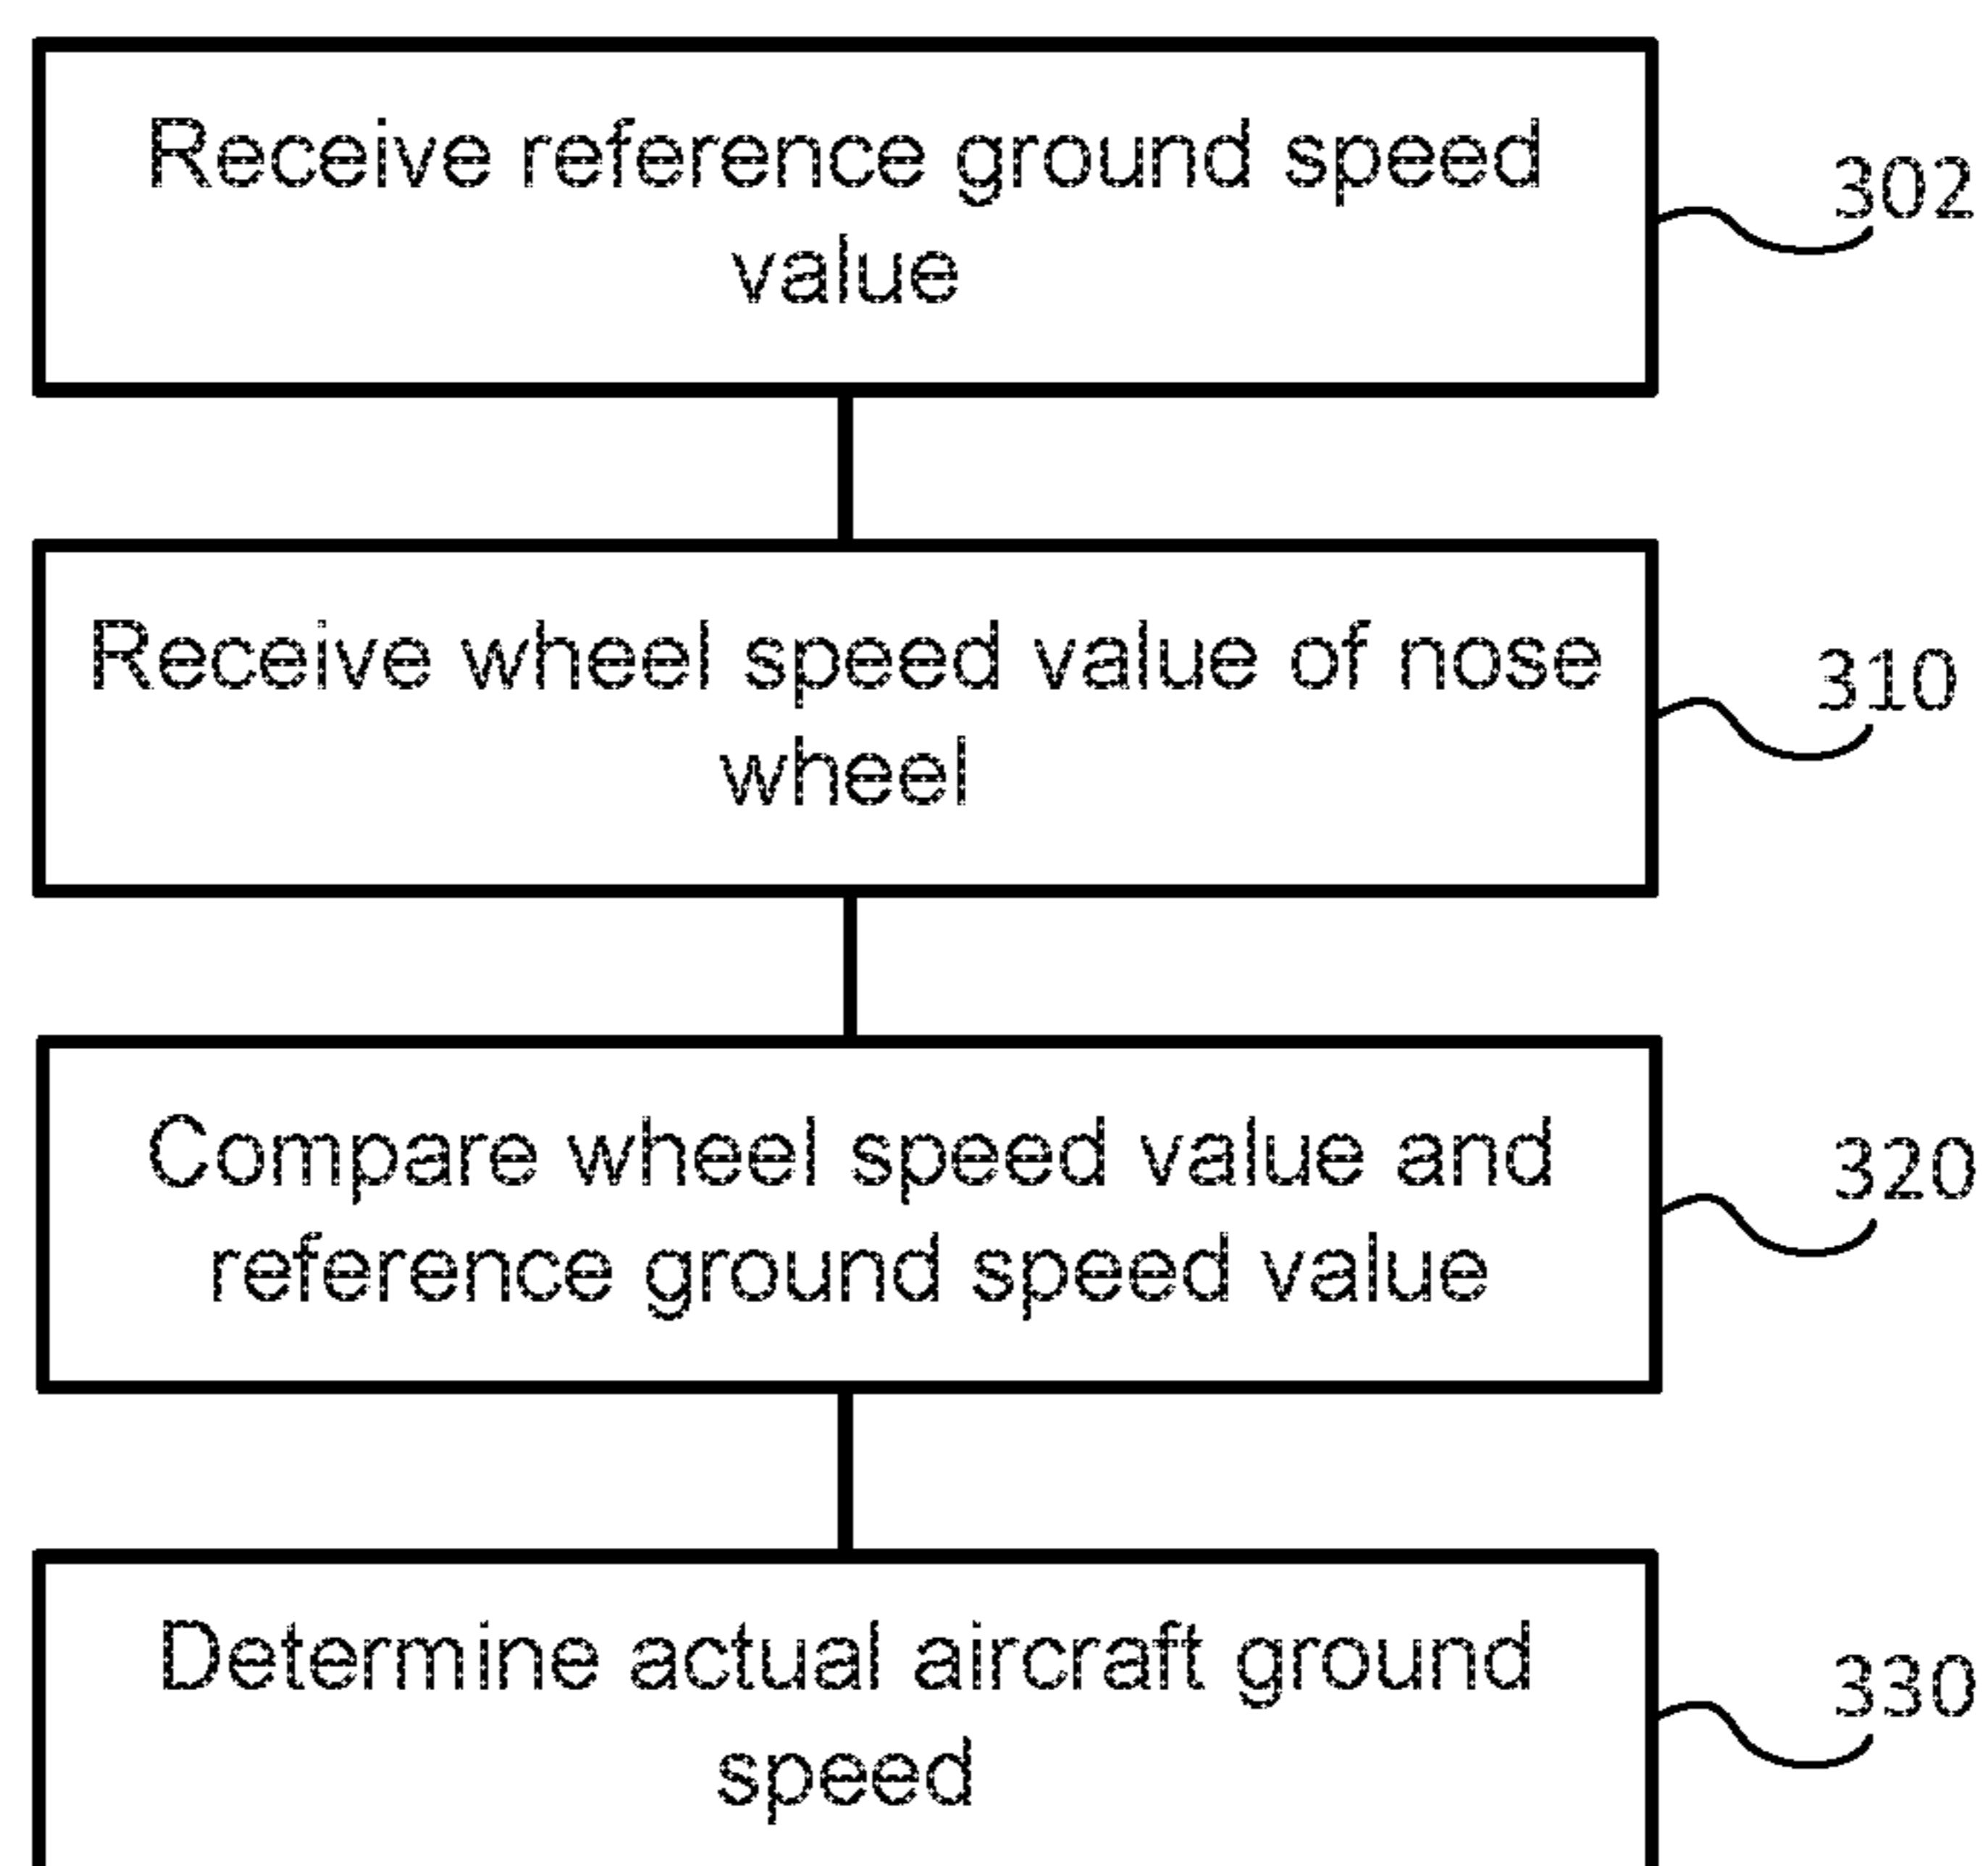 Receive reference ground speed
value
302
Receive wheel speed value of nose
wheel
310
Compare wheel speed value and
reference ground speed value
320
Determine actual aircraft ground
speed
330